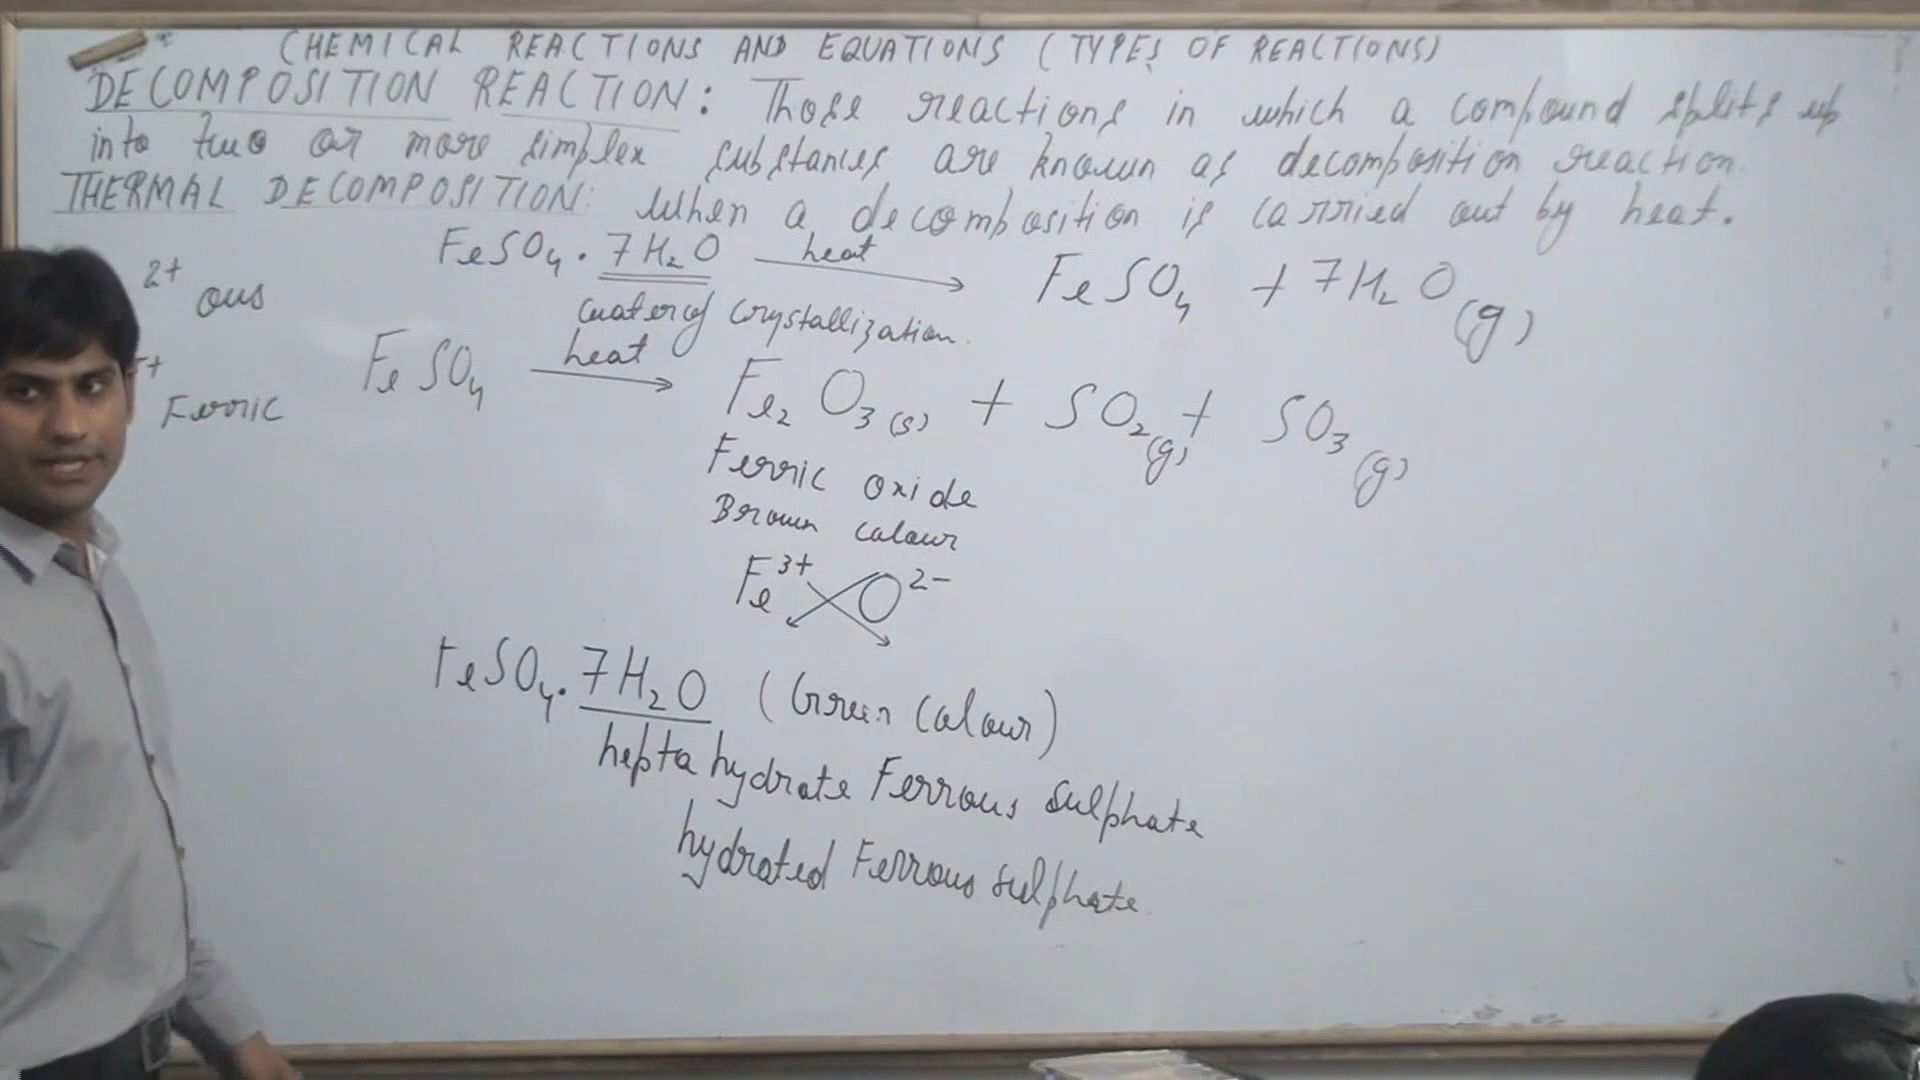 CHEMICAL REACTIONS AND EQUATIONS (TYPES OF REACTIONS)
DECOMPOSITION REACTION: Those reactions in which a compound splits up
into two or more simplex substances are known as decomposition reaction.
THERMAL DECOMPOSITION: When a decomposition is carried out by heat.
FeSO₄. 7H₂O heat → FeSO₄ + 7H₂O (g)
water of crystallization.
2+ ous
FeSO₄ heat → Fe₂O₃ (s) + SO₂ (g) + SO₃ (g)
Ferric
Ferric oxide
Brown colour
Fe³⁺ O²⁻
FeSO₄. 7H₂O (Green colour)
hepta hydrate Ferrous sulphate
hydrated Ferrous sulphate.